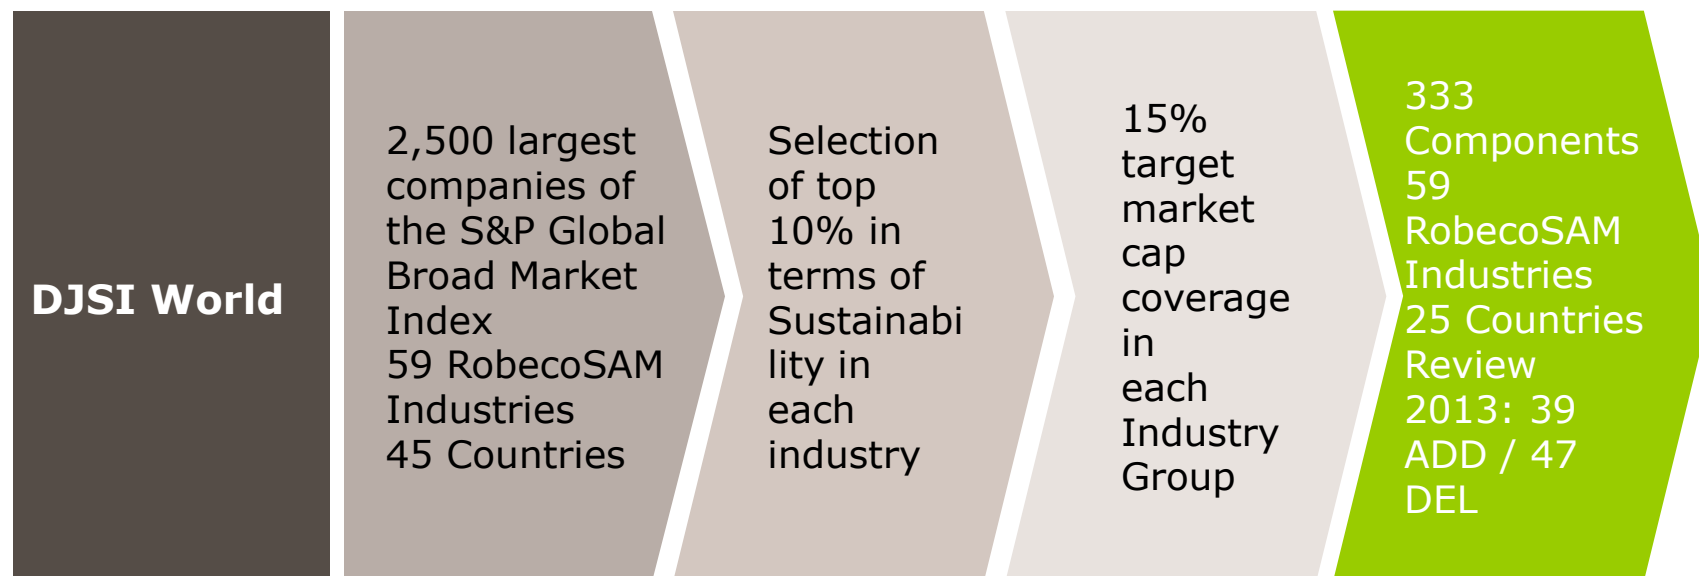 DJSI World
2,500 largest
companies of
the S&P Global
Broad Market
Index
59 RobecoSAM
Industries
45 Countries
Selection
of top
10% in
terms of
Sustainabi
lity in
each
industry
15%
target
market
cap
coverage
in
each
Industry
Group
333
Components
59
RobecoSAM
Industries
25 Countries
Review
2013: 39
ADD / 47
DEL